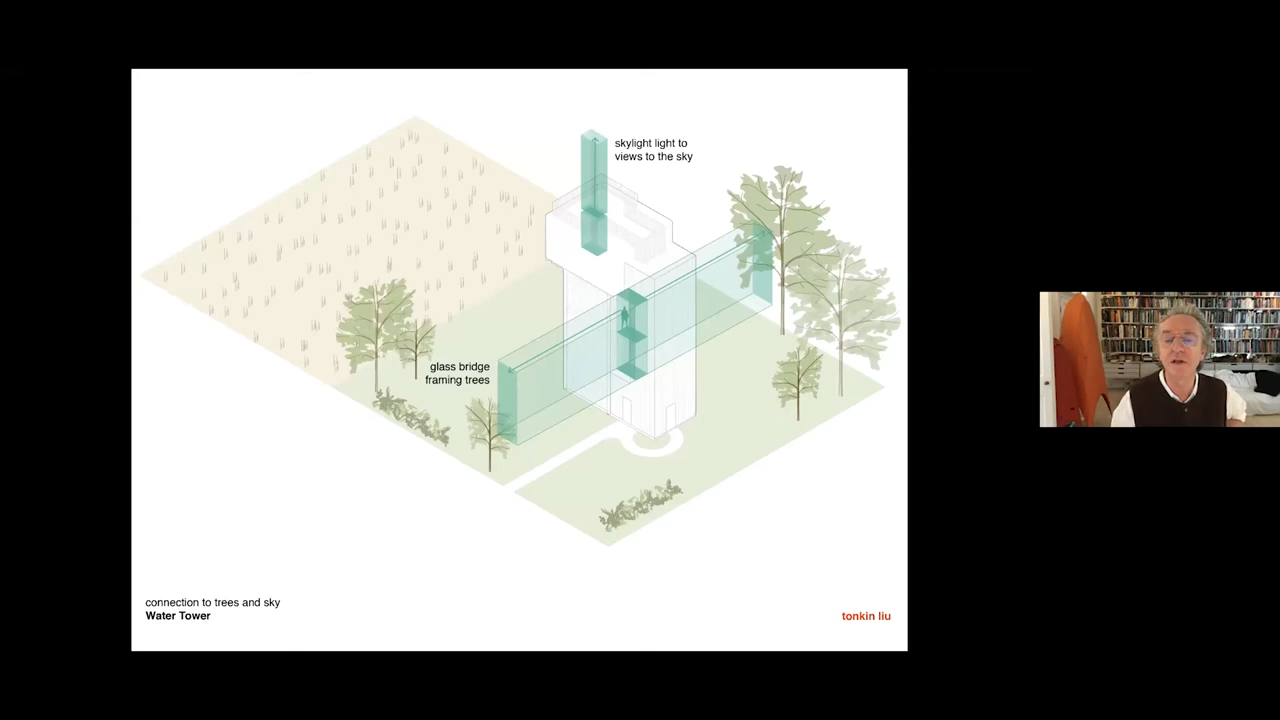 skylight light to
views to the sky
glass bridge
framing trees
connection to trees and sky
Water Tower
tonkin liu